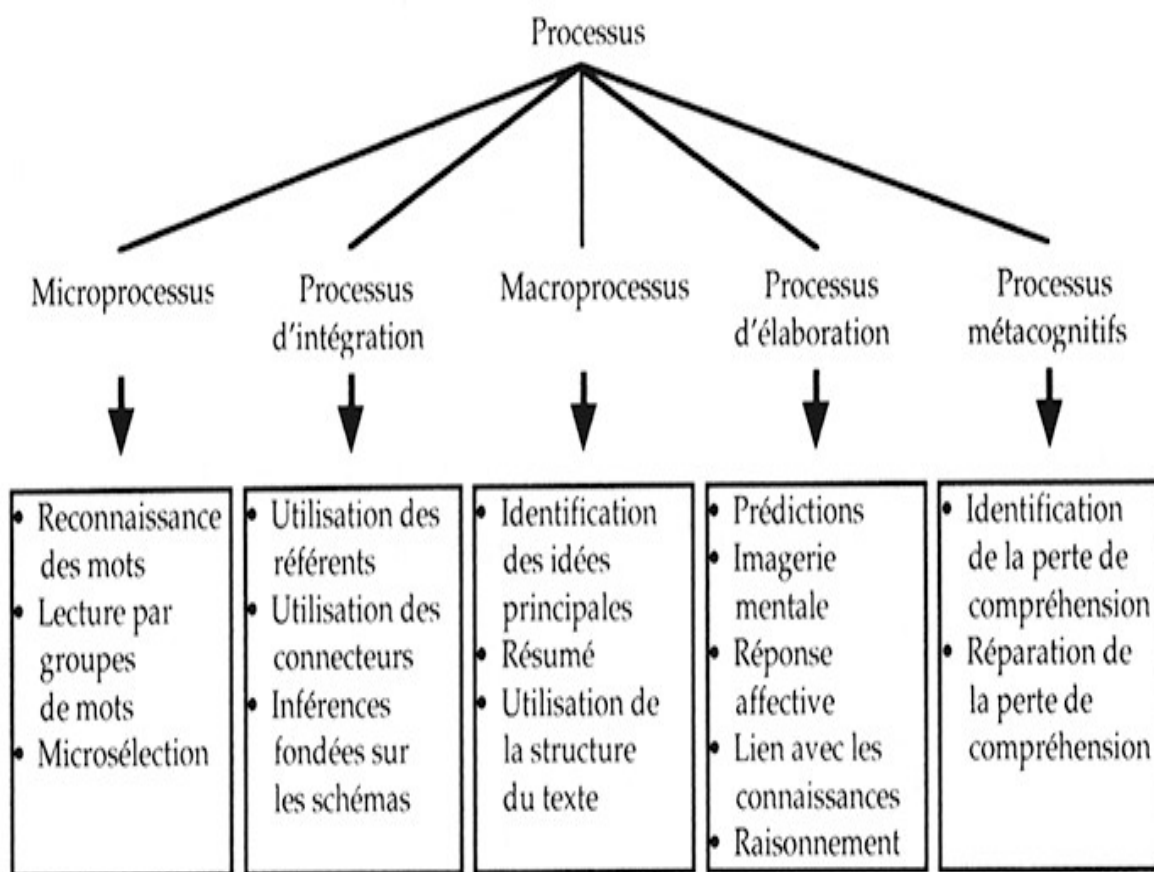 Processus
Microprocessus
Processus
d'intégration
Macroprocessus
Processus
d'élaboration
Processus
métacognitifs
• Reconnaissance
des mots
• Lecture par
groupes
de mots
• Microsélection
• Utilisation des
référents
• Utilisation des
connecteurs
• Inférences
fondées sur
les schémas
• Identification
des idées
principales
• Résumé
• Utilisation de
la structure
du texte
• Prédictions
• Imagerie
mentale
• Réponse
affective
• Lien avec les
connaissances
• Raisonnement
• Identification
de la perte de
compréhension
• Réparation de
la perte de
compréhension